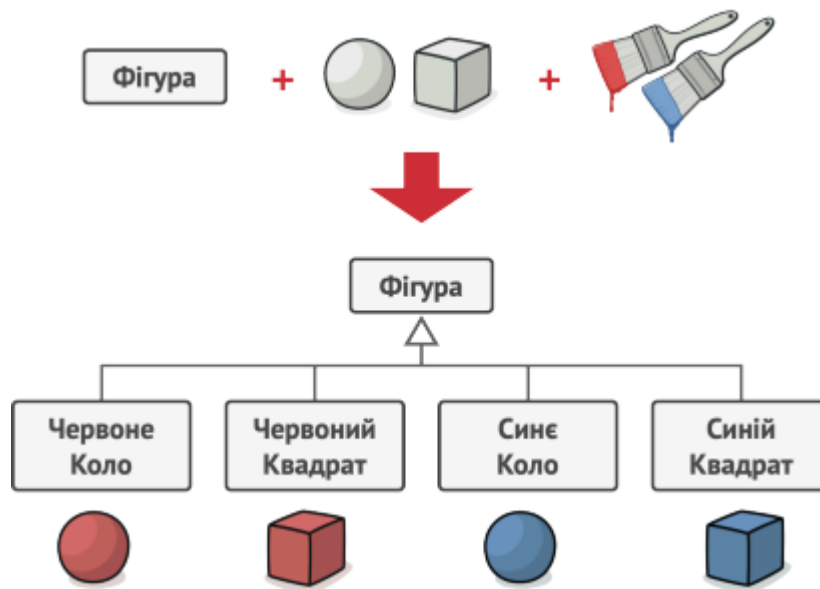 Фігура
+
+
Фігура
Червоне
Коло
Червоний
Квадрат
Синє
Коло
Синій
Квадрат